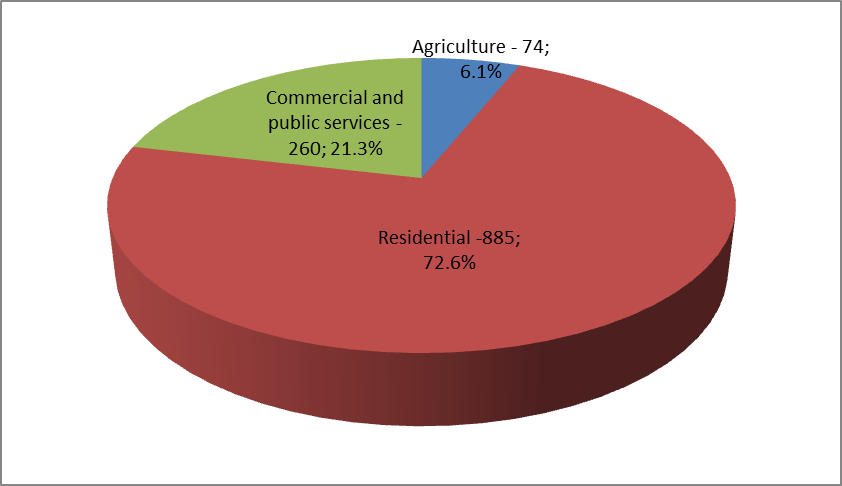 Agriculture - 74;
6.1%
Commercial and
public services -
260; 21.3%
Residential -885;
72.6%